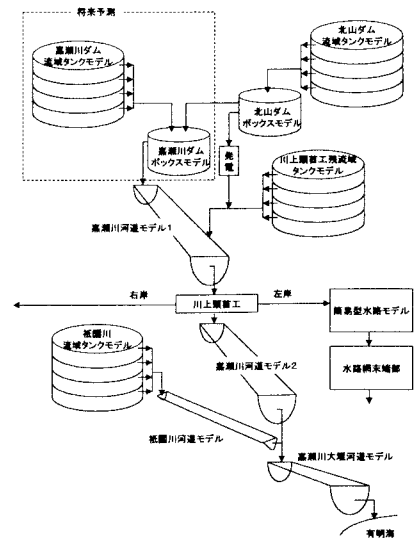 将来予測
嘉瀬川ダム
流域タンクモデル
北山ダム
流域タンクモデル
北山ダム
ボックスモデル
嘉瀬川ダム
ボックスモデル
発電
川上頭首工残流域
タンクモデル
嘉瀬川河道モデル1
右岸
川上頭首工
左岸
簡易型水路モデル
祇園川
流域タンクモデル
嘉瀬川河道モデル2
水路網末端部
祇園川河道モデル
嘉瀬川大堰河道モデル
有明海